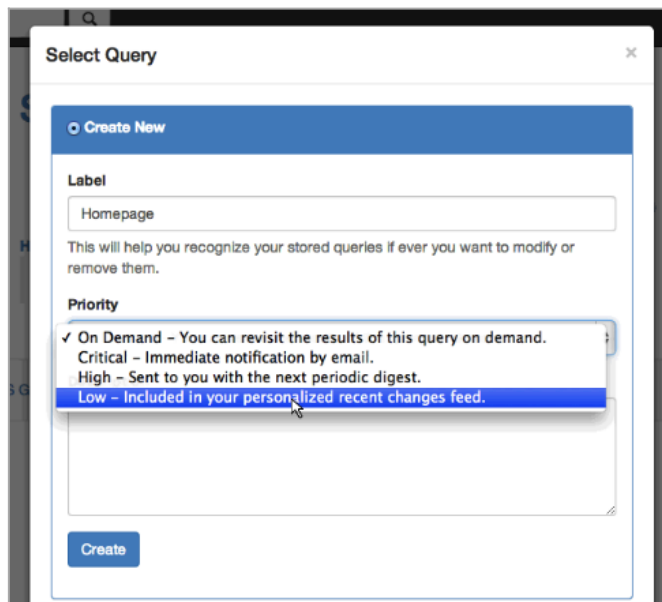 Select Query
×
Create New
Label
Homepage
This will help you recognize your stored queries if ever you want to modify or
remove them.
Priority
✓ On Demand – You can revisit the results of this query on demand.
Critical – Immediate notification by email.
High – Sent to you with the next periodic digest.
Low – Included in your personalized recent changes feed.
Create